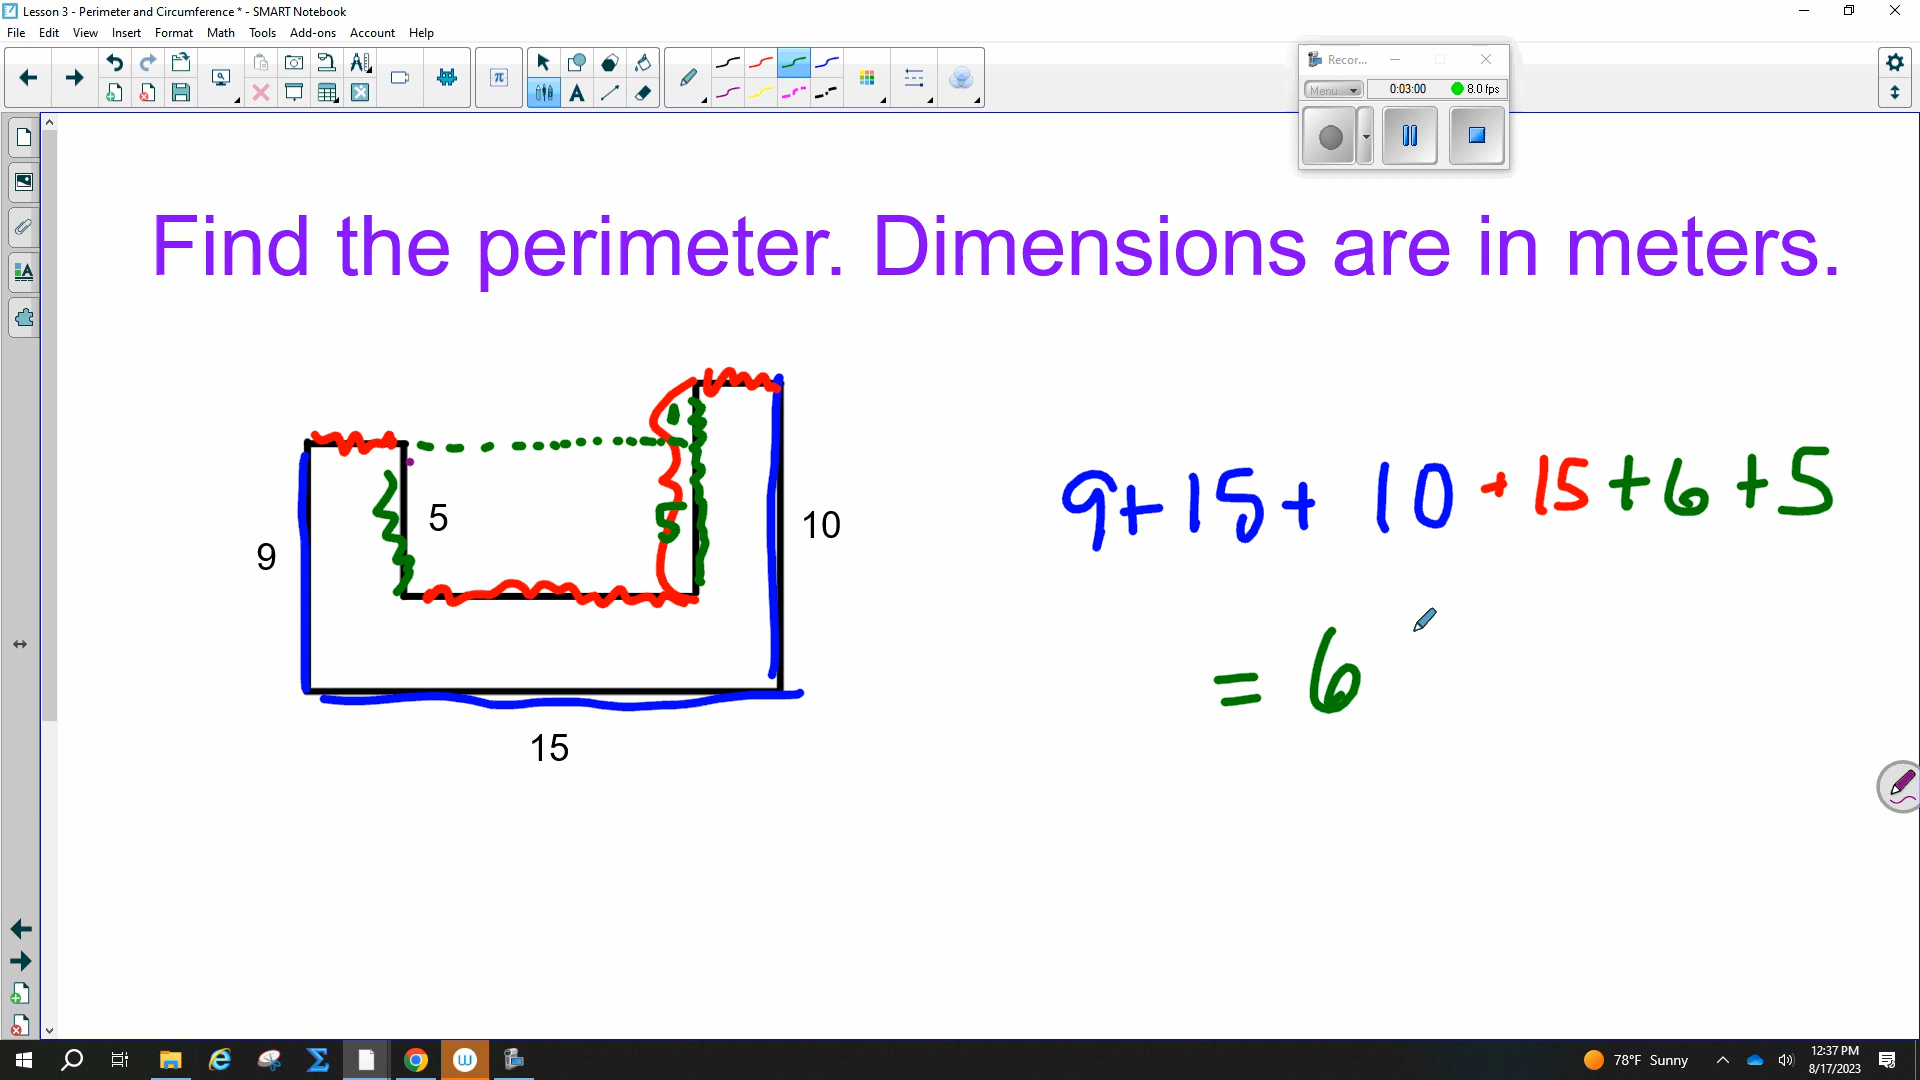 Lesson 3 - Perimeter and Circumference * - SMART Notebook
File Edit View Insert Format Math Tools Add-ons Account Help
Recor...
Menu 0:03:00 8.0 fps
Find the perimeter. Dimensions are in meters.
1
5
5
9
10
15
9 + 15 + 10 + 15 + 6 + 5
= 6
78°F Sunny
12:37 PM
8/17/2023